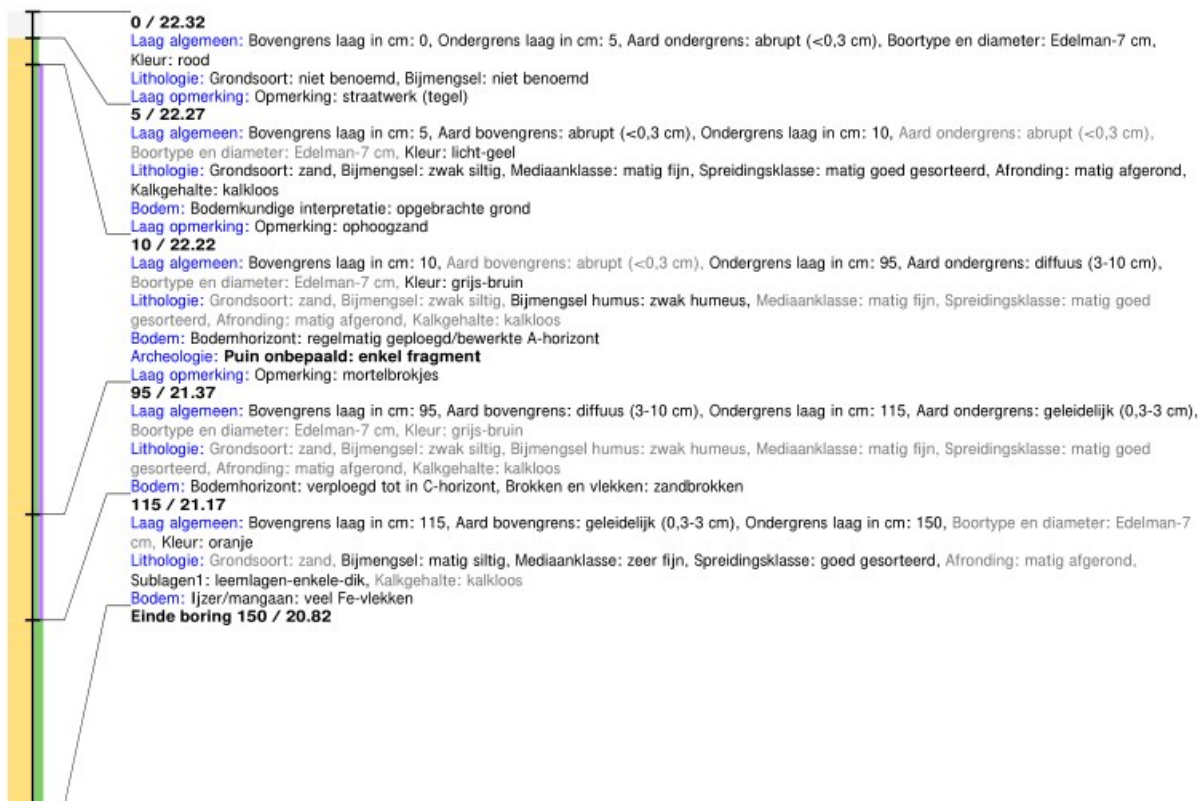 0 / 22.32
Laag algemeen: Bovengrens laag in cm: 0, Ondergrens laag in cm: 5, Aard ondergrens: abrupt (<0,3 cm), Boortype en diameter: Edelman-7 cm,
Kleur: rood
Lithologie: Grondsoort: niet benoemd, Bijmengsel: niet benoemd
Laag opmerking: Opmerking: straatwerk (tegel)
5 / 22.27
Laag algemeen: Bovengrens laag in cm: 5, Aard bovengrens: abrupt (<0,3 cm), Ondergrens laag in cm: 10, Aard ondergrens: abrupt (<0,3 cm),
Boortype en diameter: Edelman-7 cm, Kleur: licht-geel
Lithologie: Grondsoort: zand, Bijmengsel: zwak siltig, Mediaanklasse: matig fijn, Spreidingsklasse: matig goed gesorteerd, Afronding: matig afgerond,
Kalkgehalte: kalkloos
Bodem: Bodemkundige interpretatie: opgebrachte grond
Laag opmerking: Opmerking: ophoogzand
10 / 22.22
Laag algemeen: Bovengrens laag in cm: 10, Aard bovengrens: abrupt (<0,3 cm), Ondergrens laag in cm: 95, Aard ondergrens: diffuus (3-10 cm),
Boortype en diameter: Edelman-7 cm, Kleur: grijs-bruin
Lithologie: Grondsoort: zand, Bijmengsel: zwak siltig, Bijmengsel humus: zwak humeus, Mediaanklasse: matig fijn, Spreidingsklasse: matig goed
gesorteerd, Afronding: matig afgerond, Kalkgehalte: kalkloos
Bodem: Bodemhorizont: regelmatig geploegd/bewerkte A-horizont
Archeologie: Puin onbepaald: enkel fragment
Laag opmerking: Opmerking: mortelbrokjes
95 / 21.37
Laag algemeen: Bovengrens laag in cm: 95, Aard bovengrens: diffuus (3-10 cm), Ondergrens laag in cm: 115, Aard ondergrens: geleidelijk (0,3-3 cm),
Boortype en diameter: Edelman-7 cm, Kleur: grijs-bruin
Lithologie: Grondsoort: zand, Bijmengsel: zwak siltig, Bijmengsel humus: zwak humeus, Mediaanklasse: matig fijn, Spreidingsklasse: matig goed
gesorteerd, Afronding: matig afgerond, Kalkgehalte: kalkloos
Bodem: Bodemhorizont: verploegd tot in C-horizont, Brokken en vlekken: zandbrokken
115 / 21.17
Laag algemeen: Bovengrens laag in cm: 115, Aard bovengrens: geleidelijk (0,3-3 cm), Ondergrens laag in cm: 150, Boortype en diameter: Edelman-7
cm, Kleur: oranje
Lithologie: Grondsoort: zand, Bijmengsel: matig siltig, Mediaanklasse: zeer fijn, Spreidingsklasse: goed gesorteerd, Afronding: matig afgerond,
Sublagen1: leemlagen-enkele-dik, Kalkgehalte: kalkloos
Bodem: Ijzer/mangaan: veel Fe-vlekken
Einde boring 150 / 20.82